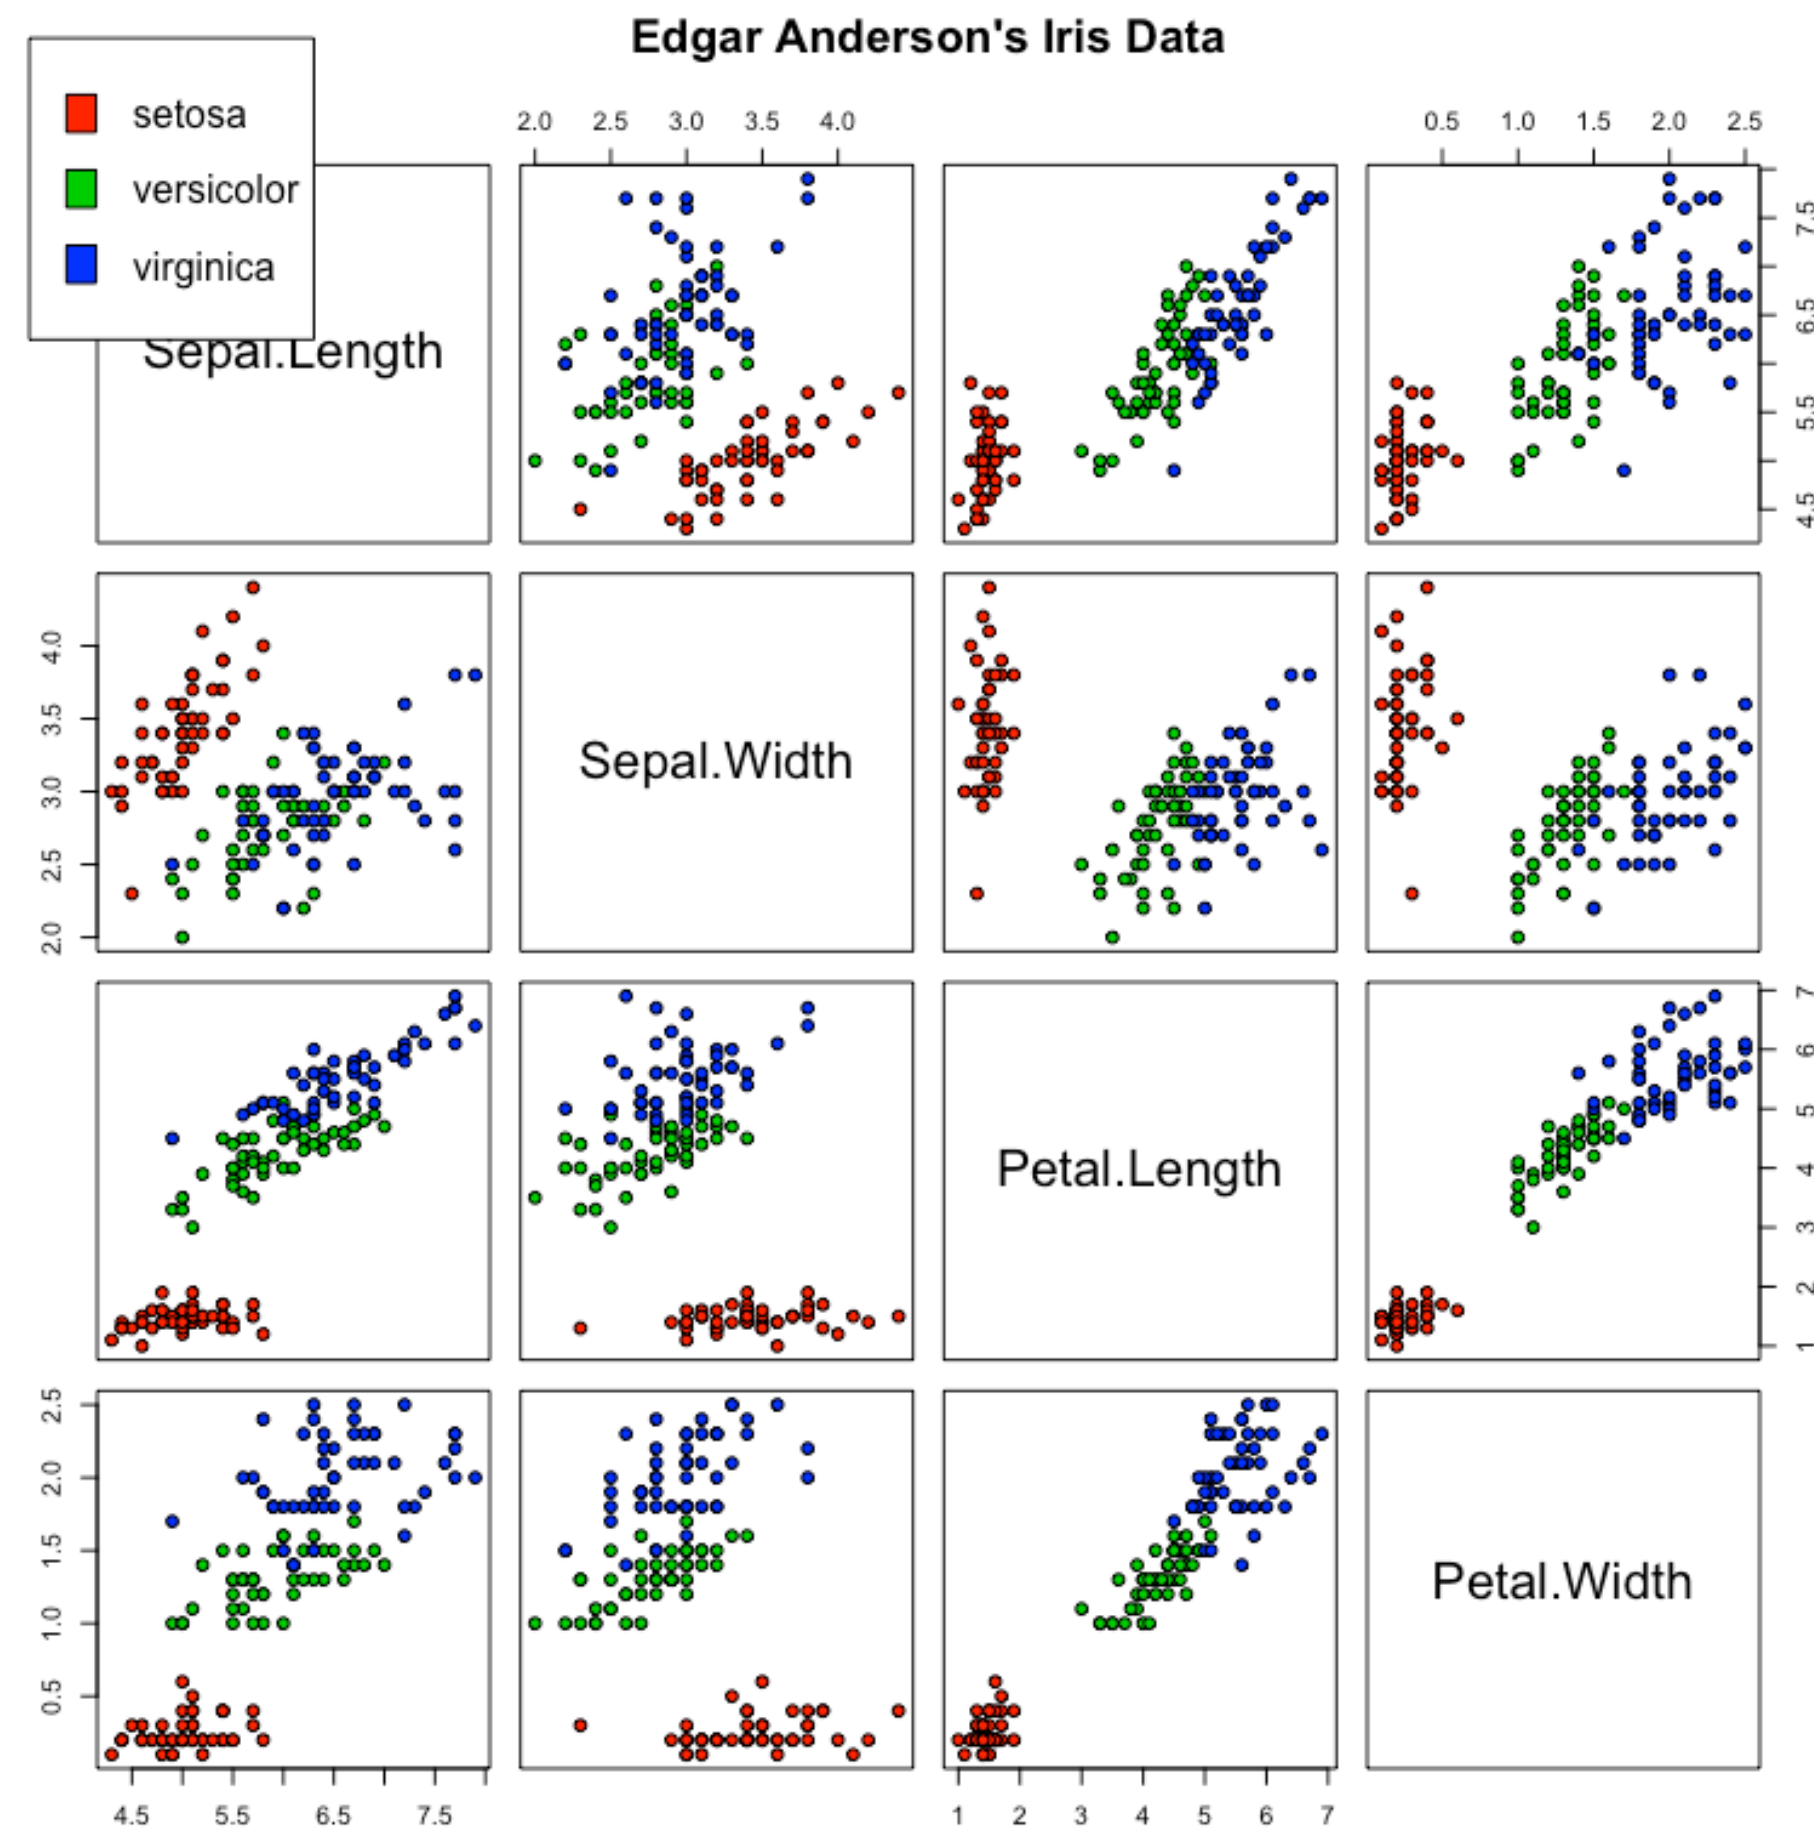 Edgar Anderson's Iris Data
setosa
versicolor
virginica
2.0 2.5 3.0 3.5 4.0
0.5 1.0 1.5 2.0 2.5
Sepal.Length
4.5 5.5 6.5 7.5
2.0 2.5 3.0 3.5 4.0
Sepal.Width
Petal.Length
1 2 3 4 5 6 7
0.5 1.0 1.5 2.0 2.5
Petal.Width
4.5 5.5 6.5 7.5
1 2 3 4 5 6 7